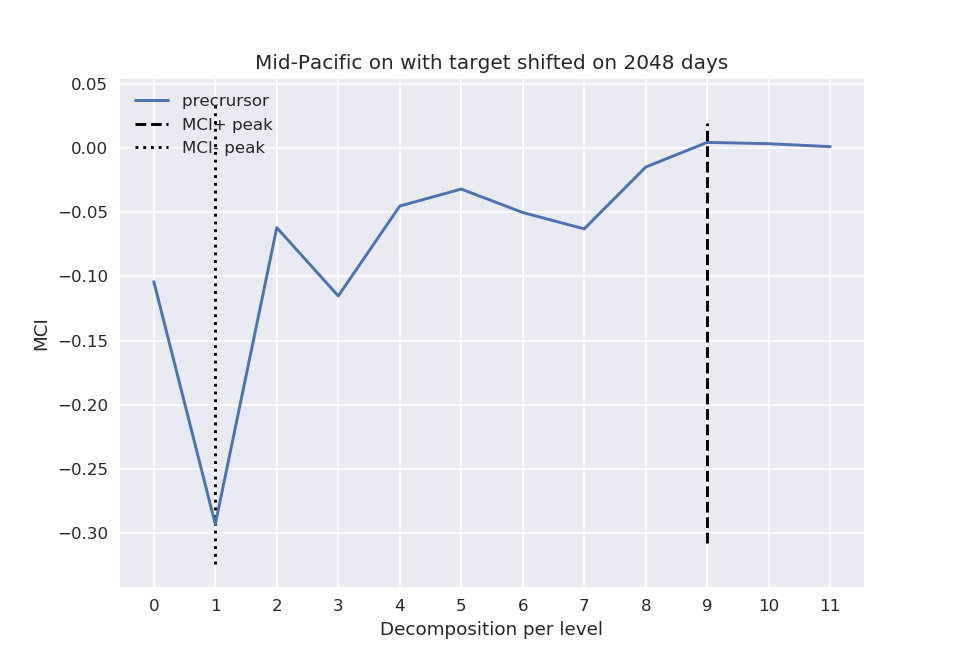 Mid-Pacific on with target shifted on 2048 days
precrursor
MCI+ peak
MCI- peak
0.05
0.00
−0.05
−0.10
−0.15
−0.20
−0.25
−0.30
MCI
0 1 2 3 4 5 6 7 8 9 10 11
Decomposition per level